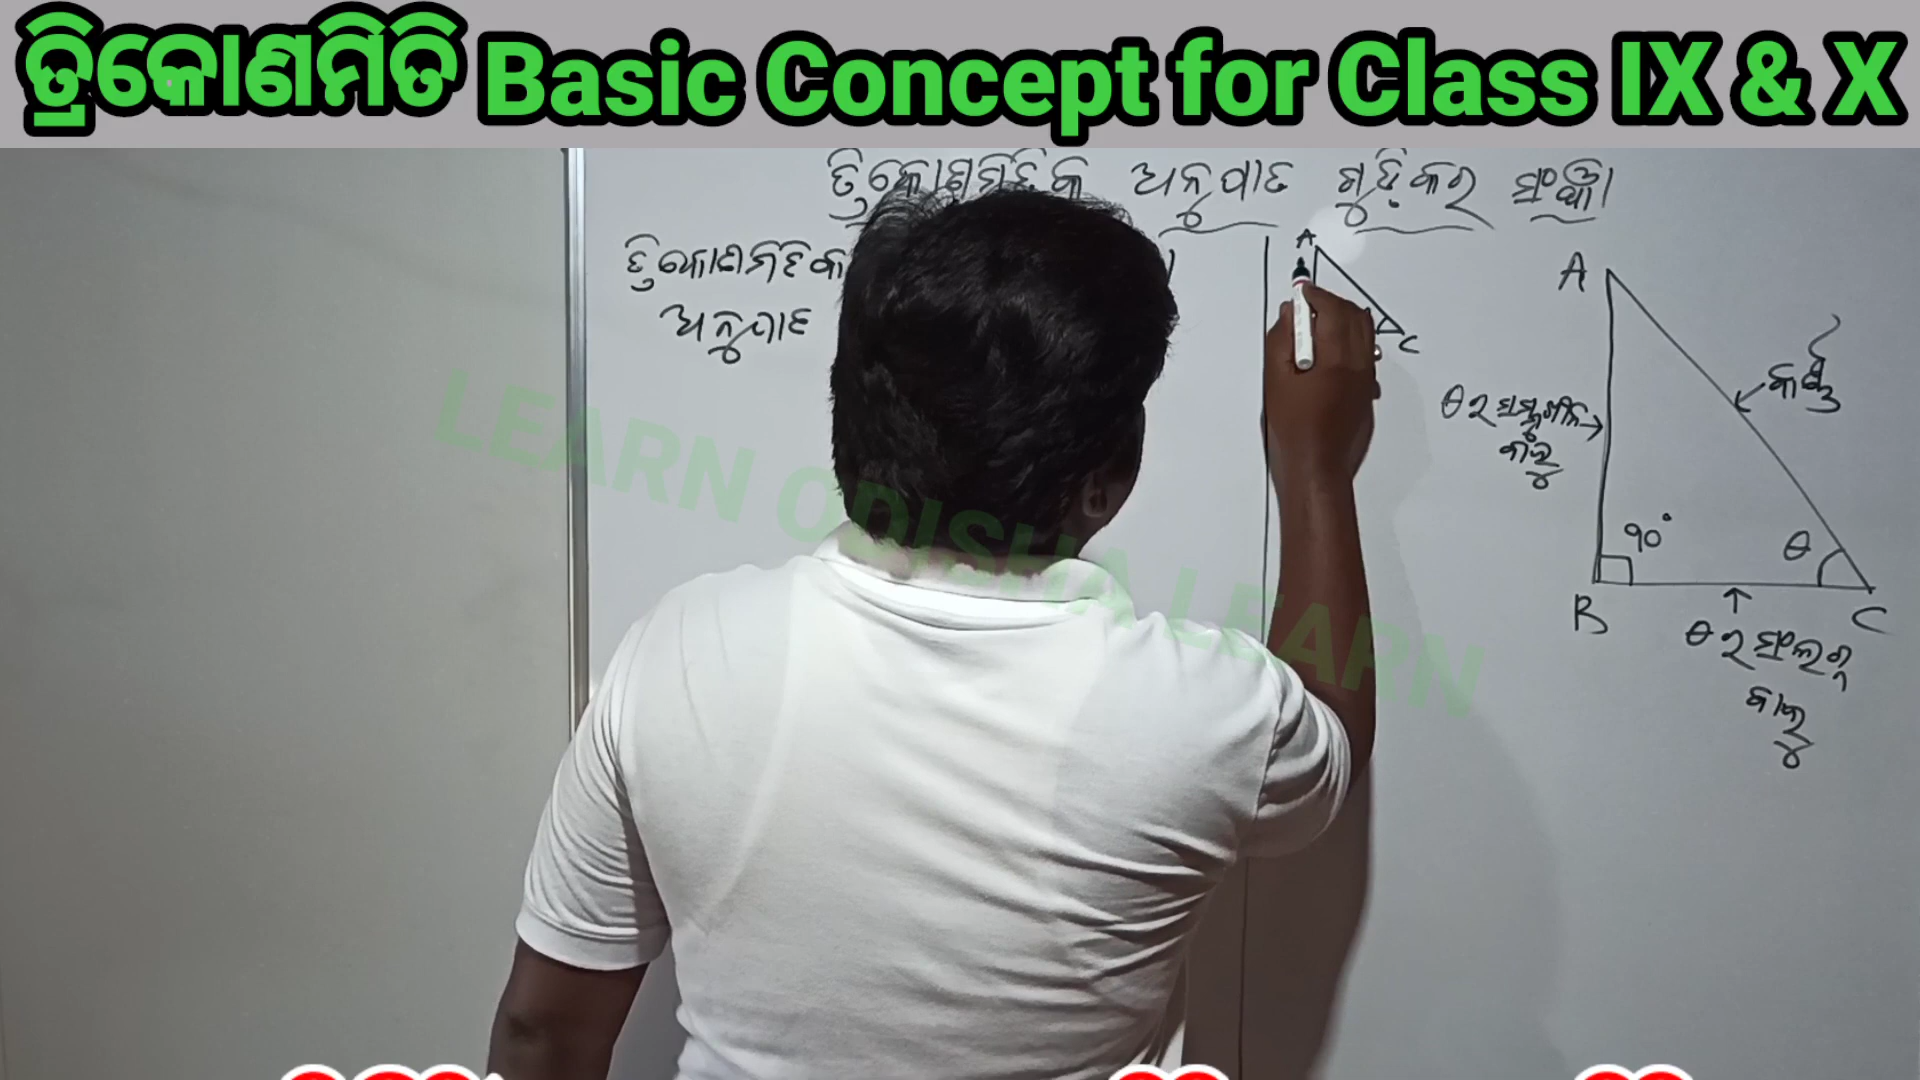 ତ୍ରିକୋଣମିତି Basic Concept for Class IX & X
ତ୍ରିକୋଣମିତିକ ଅନୁପାତ ଗୁଡ଼ିକର ସଂଜ୍ଞା
ତ୍ରିକୋଣମିତିକ
ଅନୁପାତ
A
C
A
କର୍ଣ୍ଣ
θ ର ସମ୍ମୁଖୀନ
ବାହୁ
90°
θ
B
C
θ ର ସଂଲଗ୍ନ
ବାହୁ
LEARN ODISHA LEARN